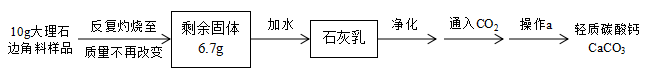 10g大理石
边角料样品
反复灼烧至
质量不再改变
剩余固体
6.7g
加水
石灰乳
净化
通入CO₂
操作a
轻质碳酸钙
CaCO₃